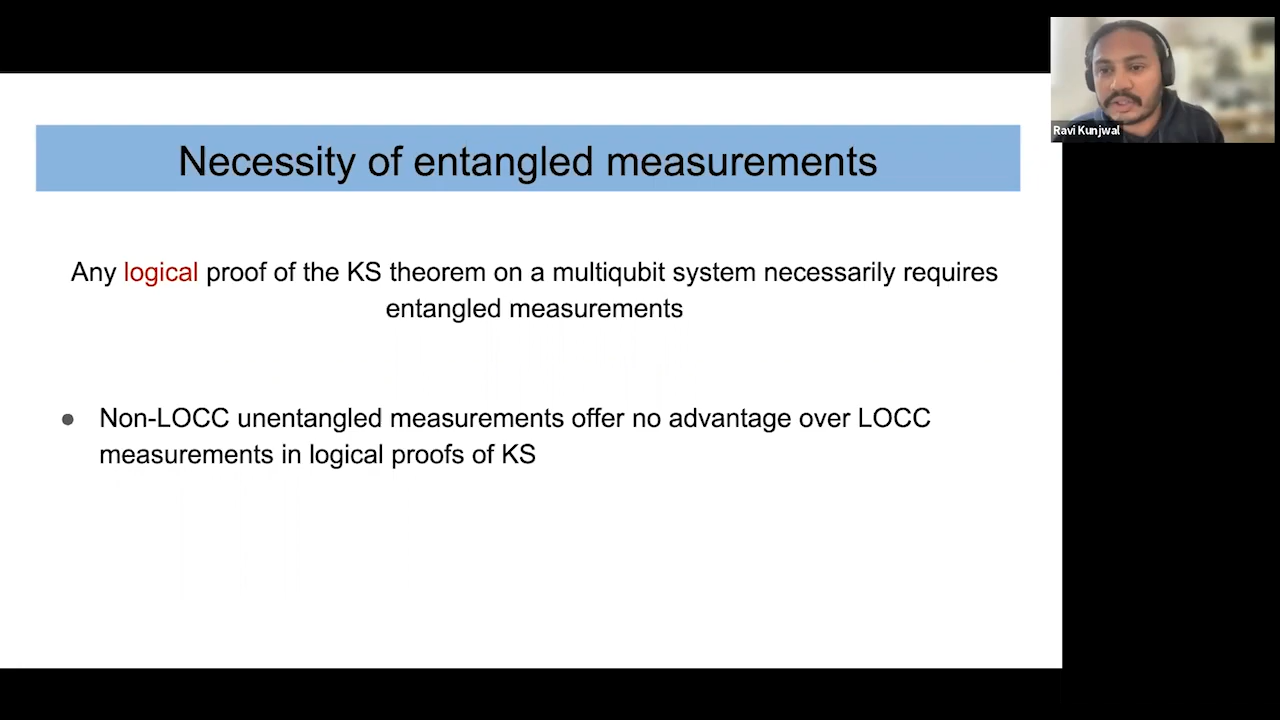 Necessity of entangled measurements
Any logical proof of the KS theorem on a multiqubit system necessarily requires
entangled measurements
● Non-LOCC unentangled measurements offer no advantage over LOCC
measurements in logical proofs of KS
Ravi Kunjwal